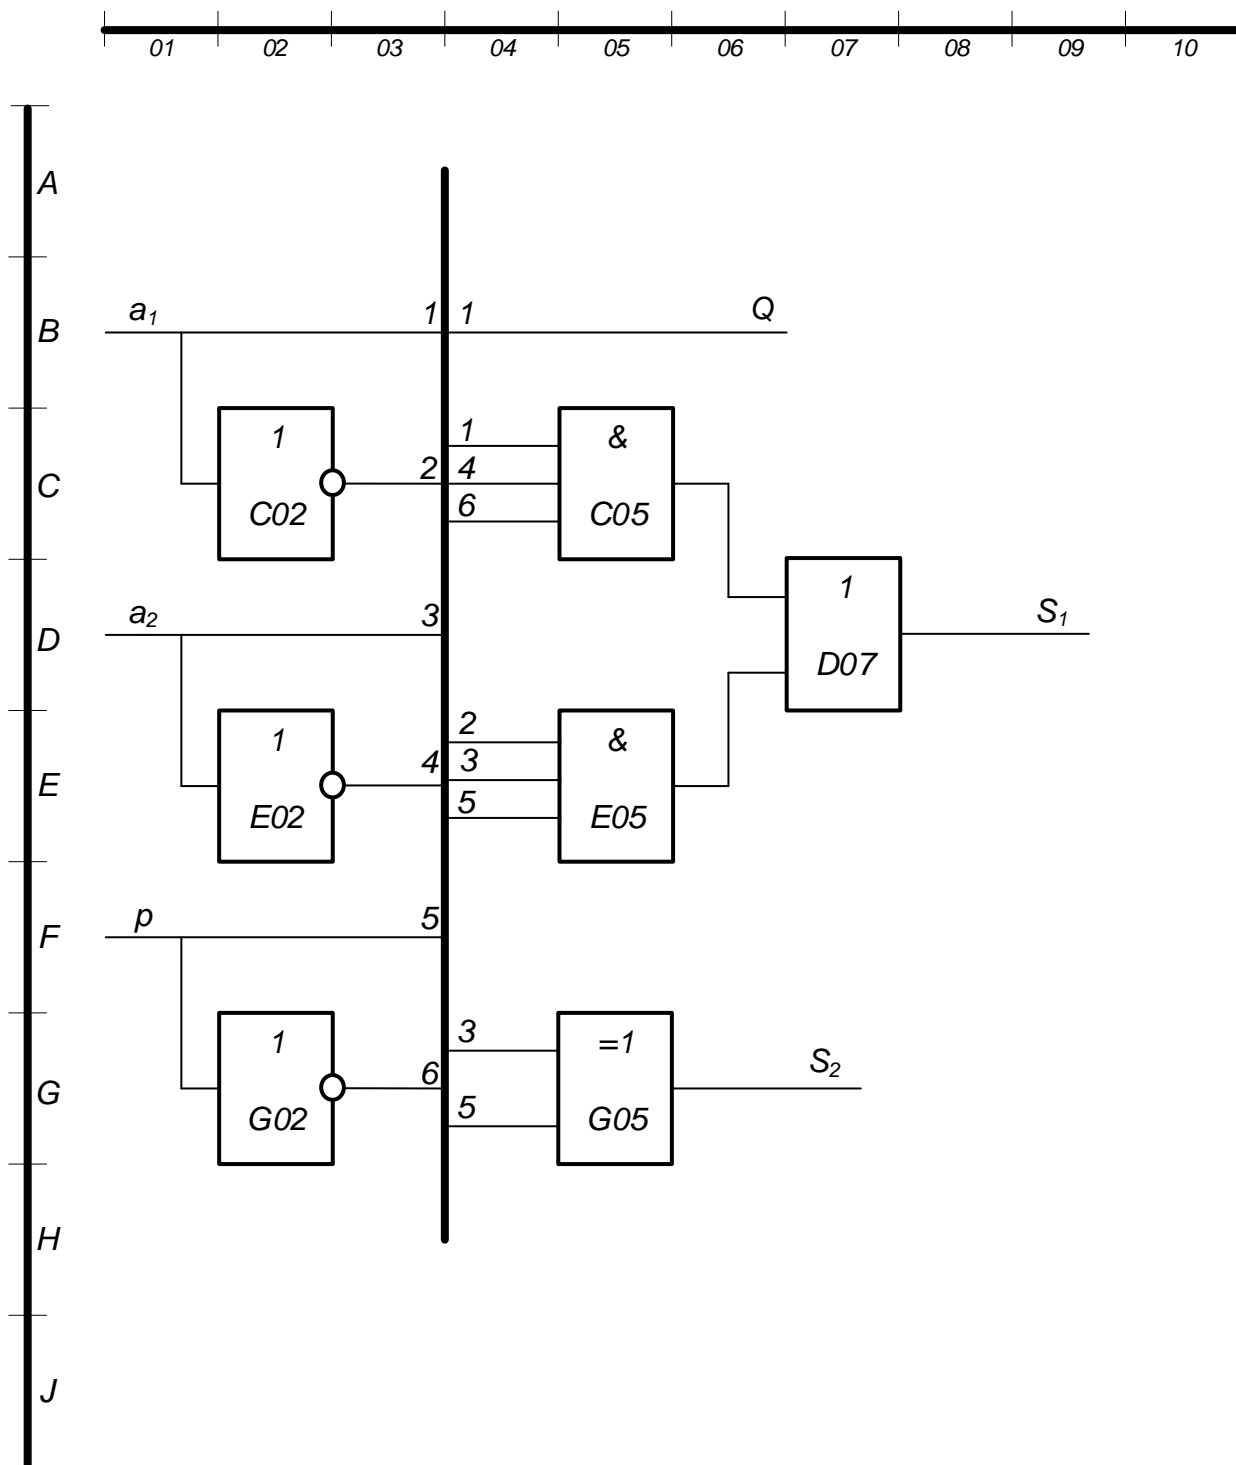 01 02 03 04 05 06 07 08 09 10
A
a₁ 1 1 Q
B
1 1 &
C 2 4
C02 6 C05
1
a₂ 3 S₁
D D07
1 2 &
4 3
E
E02 5 E05
p 5
F
1 3 =1
6 S₂
G
G02 5 G05
H
J